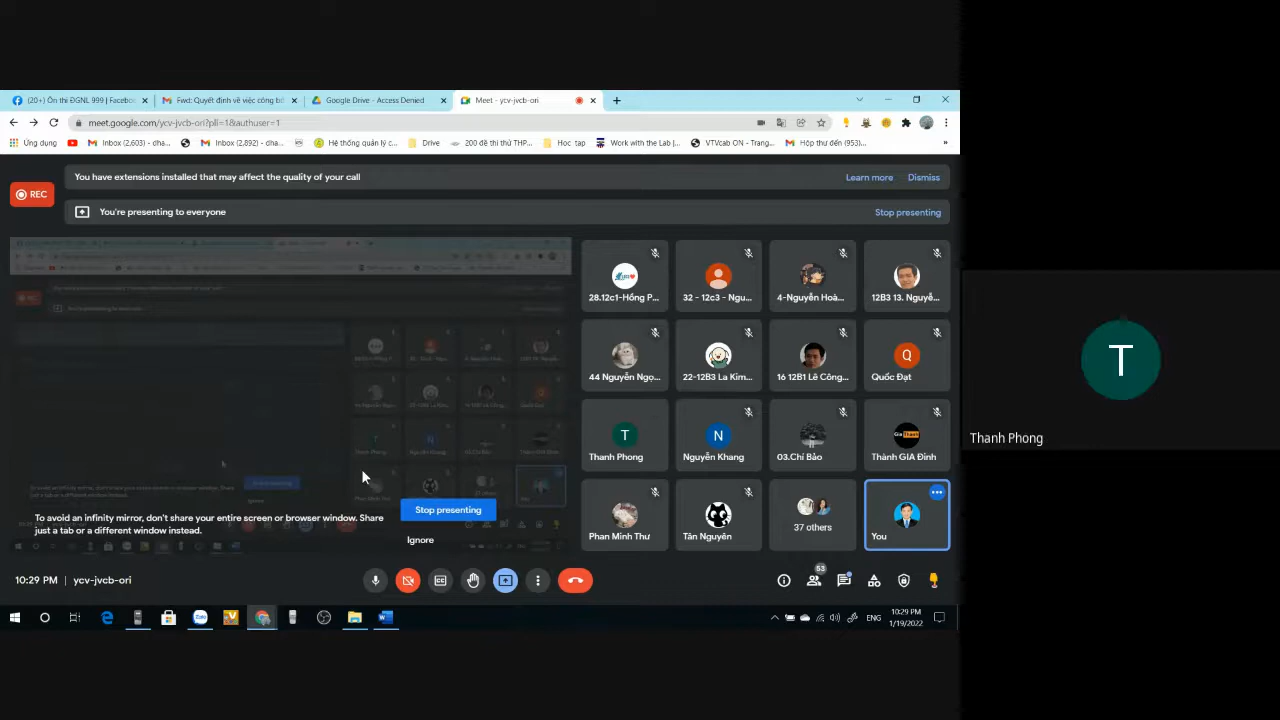 (20+) Ôn thi ĐGNL 999 | Facebo
Fwd: Quyết định về việc công bố
Google Drive - Access Denied
Meet - ycv-jvcb-ori
meet.google.com/ycv-jvcb-ori?pli=1&authuser=1
Ứng dụng
Inbox (2,603) - dha...
Inbox (2,892) - dha...
Hệ thống quản lý c...
Drive
200 đề thi thử THP...
Học tập
Work with the Lab |...
VTVcab ON - Trang...
Hộp thư đến (953)...
REC
You have extensions installed that may affect the quality of your call
Learn more
Dismiss
You're presenting to everyone
Stop presenting
28.12c1-Hồng P...
32 - 12c3 - Ngu...
4-Nguyễn Hoà...
12B3 13. Nguyễ...
44 Nguyễn Ngọ...
22-12B3 La Kim...
16 12B1 Lê Công...
Q
Quốc Đạt
T
Thanh Phong
N
Nguyễn Khang
03.Chí Bảo
Thành GIA Đình
Phan Minh Thư
Tân Nguyên
37 others
You
To avoid an infinity mirror, don't share your entire screen or browser window. Share
just a tab or a different window instead.
Stop presenting
Ignore
10:29 PM
ycv-jvcb-ori
53
ENG
10:29 PM
1/19/2022
T
Thanh Phong